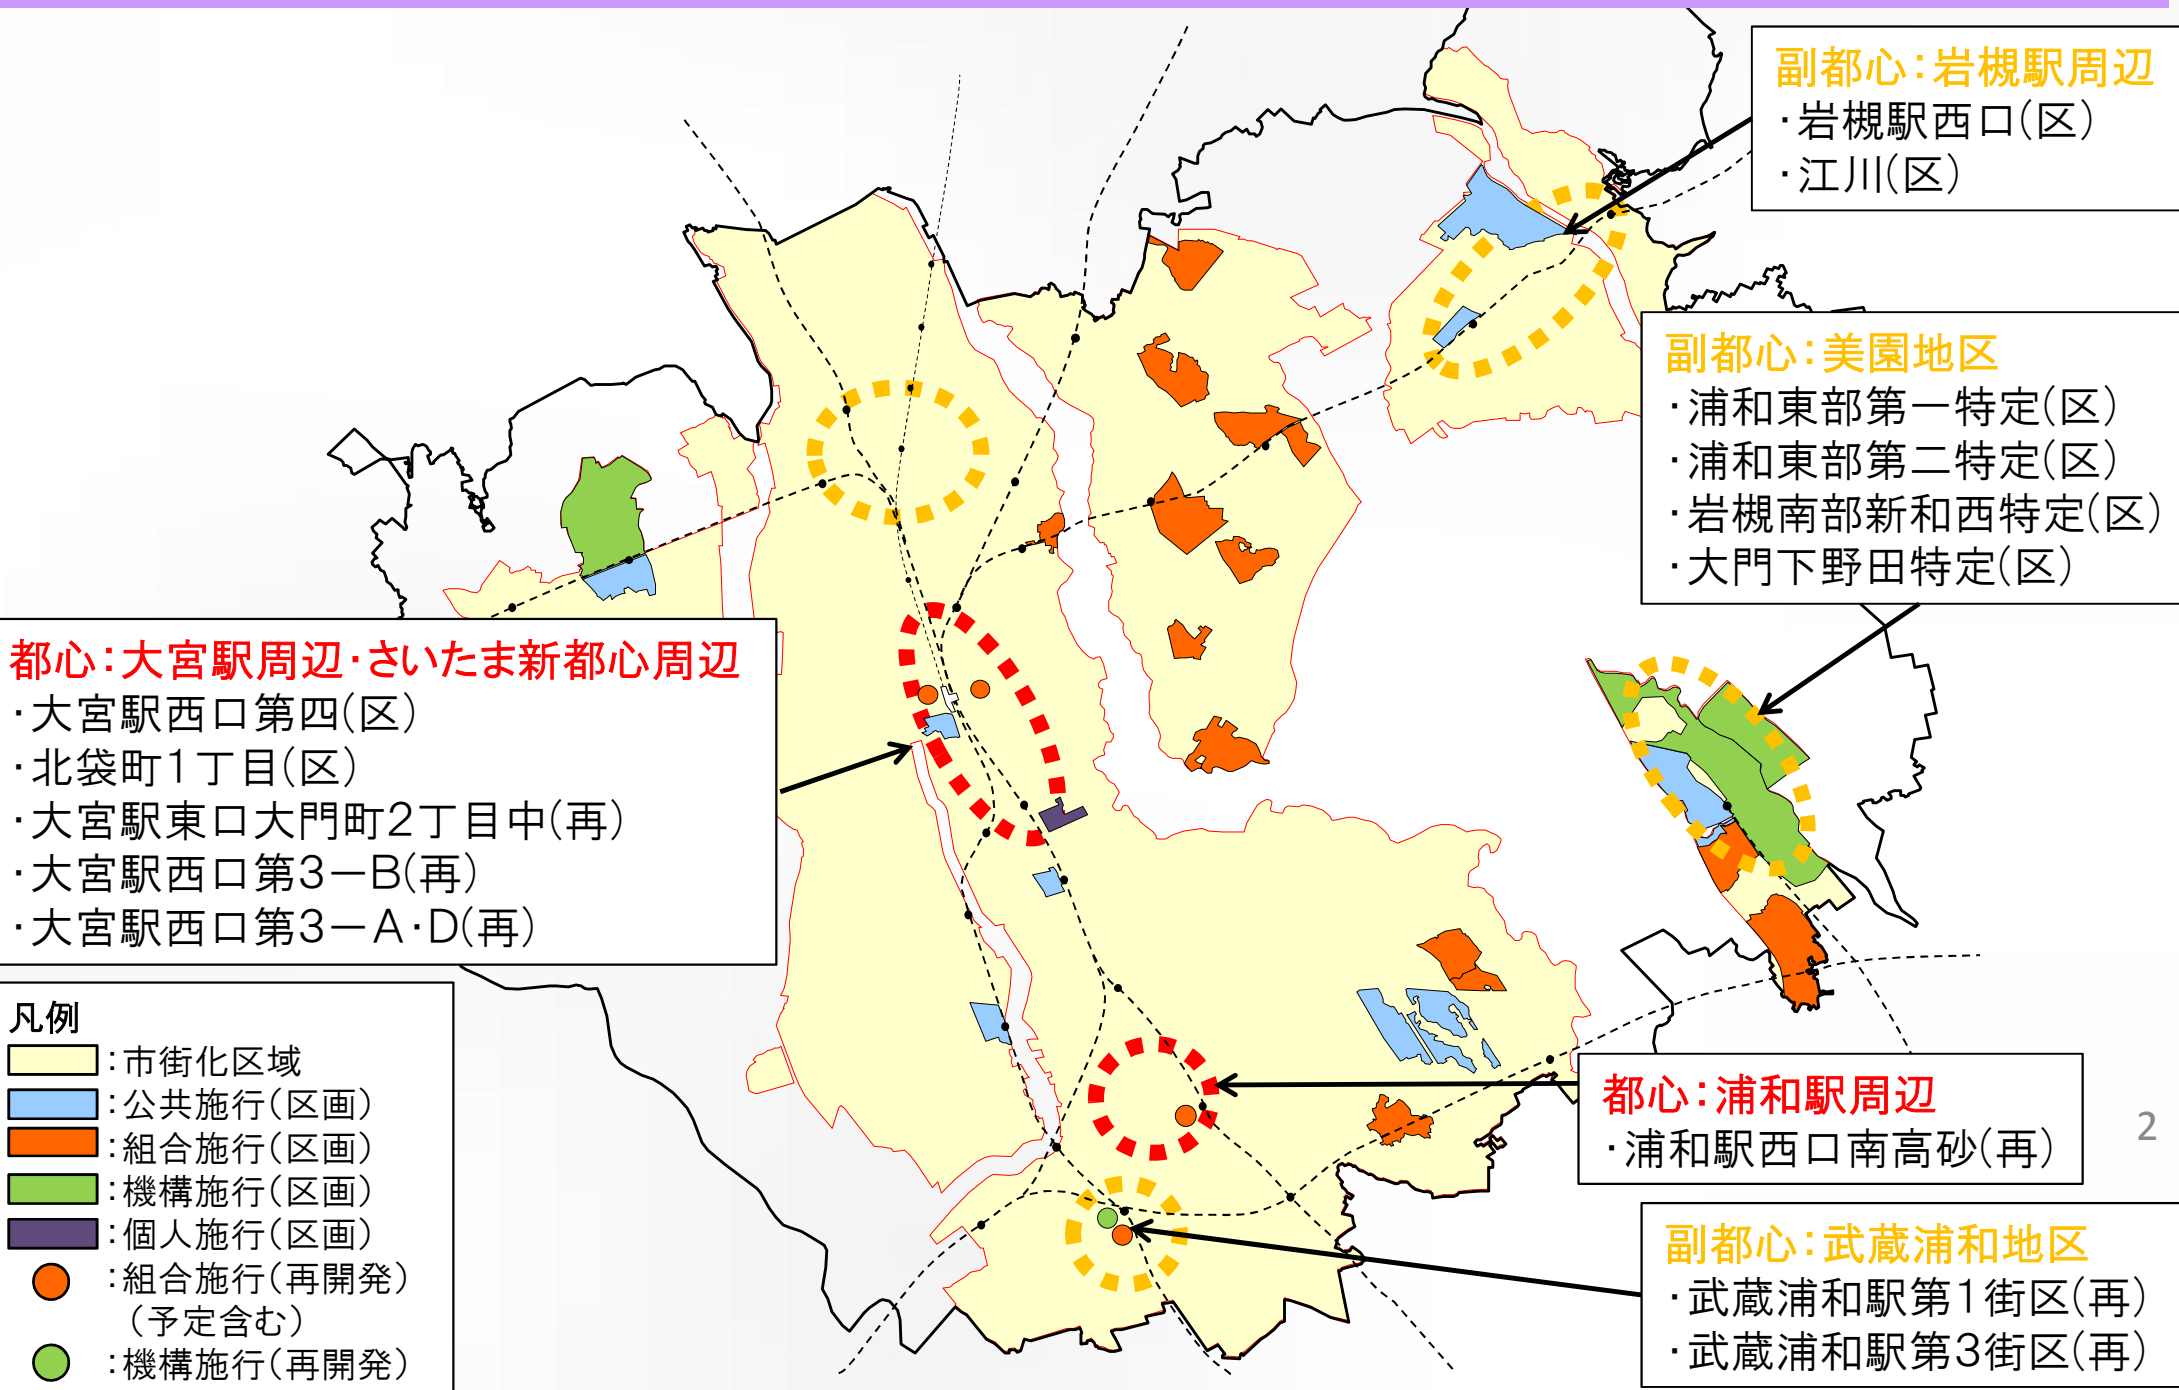 副都心：岩槻駅周辺
・岩槻駅西口(区)
・江川(区)
副都心：美園地区
・浦和東部第一特定(区)
・浦和東部第二特定(区)
・岩槻南部新和西特定(区)
・大門下野田特定(区)
都心：大宮駅周辺・さいたま新都心周辺
・大宮駅西口第四(区)
・北袋町1丁目(区)
・大宮駅東口大門町2丁目中(再)
・大宮駅西口第3－B(再)
・大宮駅西口第3－A・D(再)
凡例
：市街化区域
：公共施行(区画)
：組合施行(区画)
：機構施行(区画)
：個人施行(区画)
：組合施行(再開発)
（予定含む）
：機構施行(再開発)
都心：浦和駅周辺
・浦和駅西口南高砂(再)
2
副都心：武蔵浦和地区
・武蔵浦和駅第1街区(再)
・武蔵浦和駅第3街区(再)